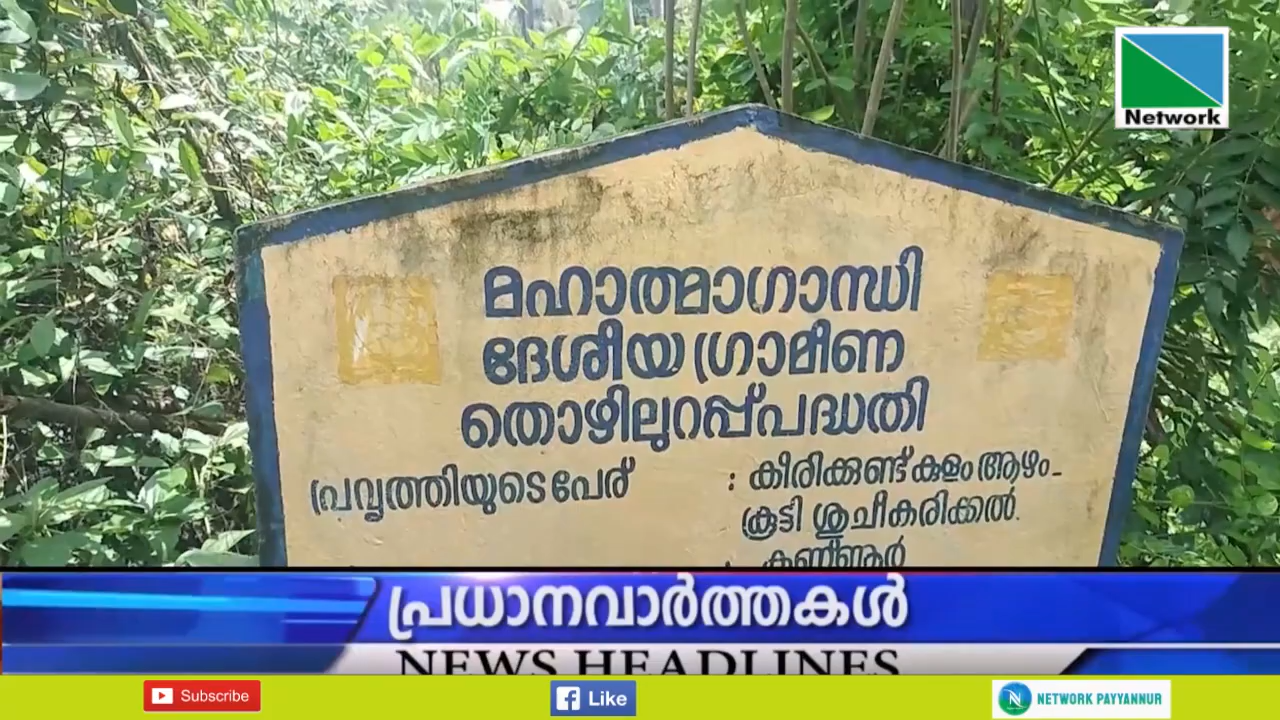 Network
മഹാത്മാഗാന്ധി
ദേശീയ ഗ്രാമീണ
തൊഴിലുറപ്പ്പദ്ധതി
പ്രവൃത്തിയുടെ പേര് : കീരിക്കുണ്ട് കുളം ആഴം-
കൂട്ടി ശുചീകരിക്കൽ.
: കണ്ണൂർ
പ്രധാനവാർത്തകൾ
NEWS HEADLINES
Subscribe
Like
NETWORK PAYYANNUR